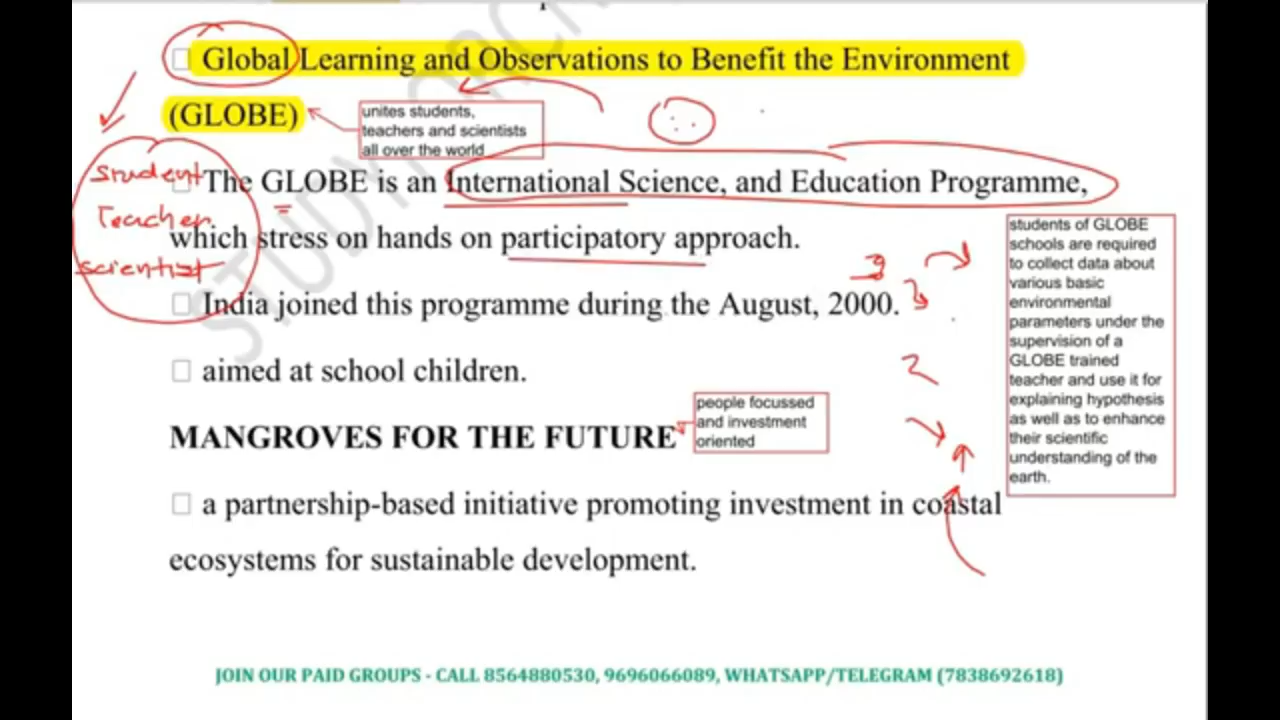 Global Learning and Observations to Benefit the Environment
(GLOBE)
unites students,
teachers and scientists
all over the world
Student
Teacher
Scientist
The GLOBE is an International Science, and Education Programme,
which stress on hands on participatory approach.
India joined this programme during the August, 2000.
aimed at school children.
students of GLOBE
schools are required
to collect data about
various basic
environmental
parameters under the
supervision of a
GLOBE trained
teacher and use it for
explaining hypothesis
as well as to enhance
their scientific
understanding of the
earth.
MANGROVES FOR THE FUTURE
people focussed
and investment
oriented
a partnership-based initiative promoting investment in coastal
ecosystems for sustainable development.
JOIN OUR PAID GROUPS - CALL 8564880530, 9696066089, WHATSAPP/TELEGRAM (7838692618)